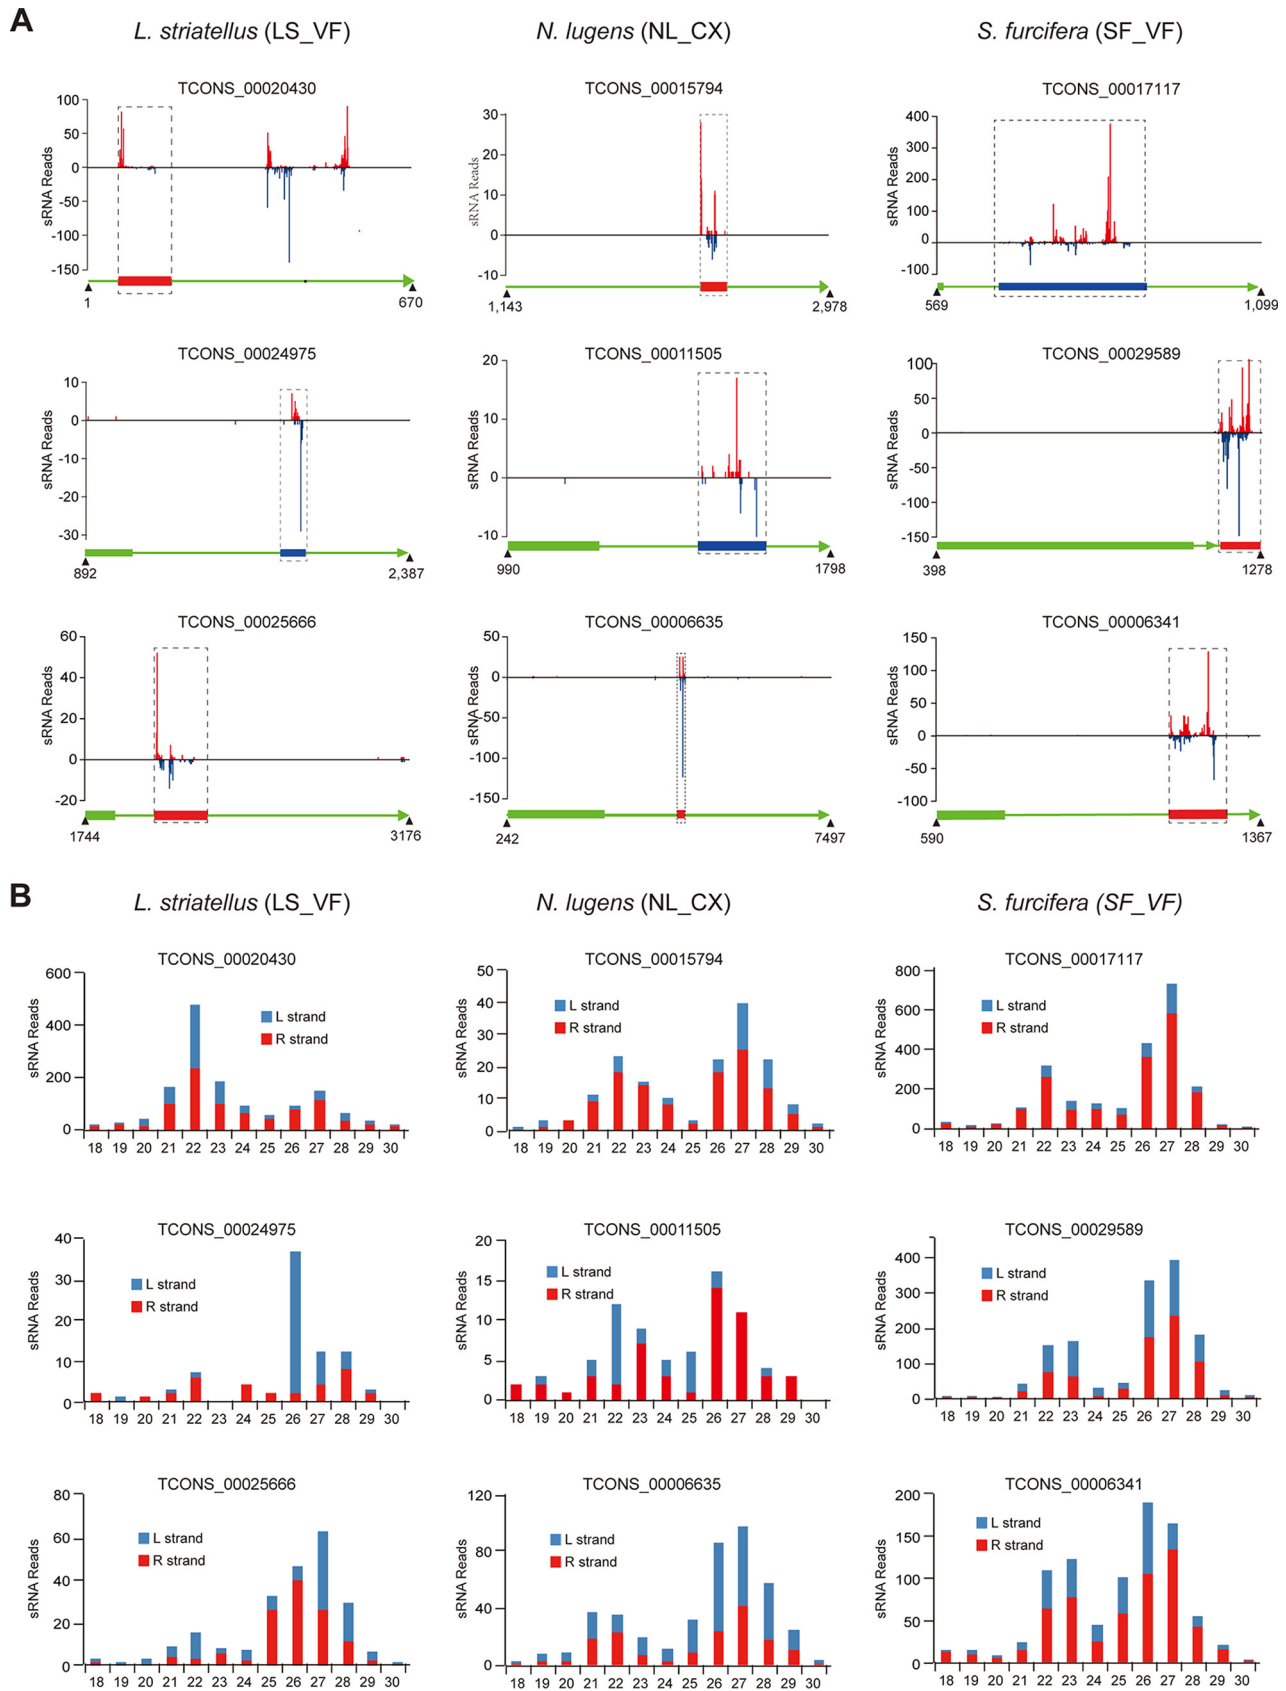 A
L. striatellus (LS_VF)
N. lugens (NL_CX)
S. furcifera (SF_VF)
TCONS_00020430
sRNA Reads
100
50
0
-50
-100
-150
1
670
TCONS_00015794
sRNA Reads
30
30
10
0
-10
1,143
2,978
TCONS_00017117
sRNA Reads
400
300
200
100
0
-100
569
1,099
TCONS_00024975
sRNA Reads
10
0
-10
-20
-30
892
2,387
TCONS_00011505
sRNA Reads
20
10
0
-10
990
1798
TCONS_00029589
sRNA Reads
100
50
0
-50
-100
-150
398
1278
TCONS_00025666
sRNA Reads
60
40
20
0
-20
1744
3176
TCONS_00006635
sRNA Reads
50
0
-50
-100
-150
242
7497
TCONS_00006341
sRNA Reads
150
100
50
0
-50
-100
590
1367
B
L. striatellus (LS_VF)
N. lugens (NL_CX)
S. furcifera (SF_VF)
TCONS_00020430
sRNA Reads
600
400
200
0
L strand
R strand
18 19 20 21 22 23 24 25 26 27 28 29 30
TCONS_00015794
sRNA Reads
50
40
30
20
10
0
L strand
R strand
18 19 20 21 22 23 24 25 26 27 28 29 30
TCONS_00017117
sRNA Reads
800
600
400
200
0
L strand
R strand
18 19 20 21 22 23 24 25 26 27 28 29 30
TCONS_00024975
sRNA Reads
40
30
20
10
0
L strand
R strand
18 19 20 21 22 23 24 25 26 27 28 29 30
TCONS_00011505
sRNA Reads
20
15
10
5
0
L strand
R strand
18 19 20 21 22 23 24 25 26 27 28 29 30
TCONS_00029589
sRNA Reads
400
300
200
100
0
L strand
R strand
18 19 20 21 22 23 24 25 26 27 28 29 30
TCONS_00025666
sRNA Reads
80
60
40
20
0
L strand
R strand
18 19 20 21 22 23 24 25 26 27 28 29 30
TCONS_00006635
sRNA Reads
120
80
40
0
L strand
R strand
18 19 20 21 22 23 24 25 26 27 28 29 30
TCONS_00006341
sRNA Reads
200
150
100
50
0
L strand
R strand
18 19 20 21 22 23 24 25 26 27 28 29 30